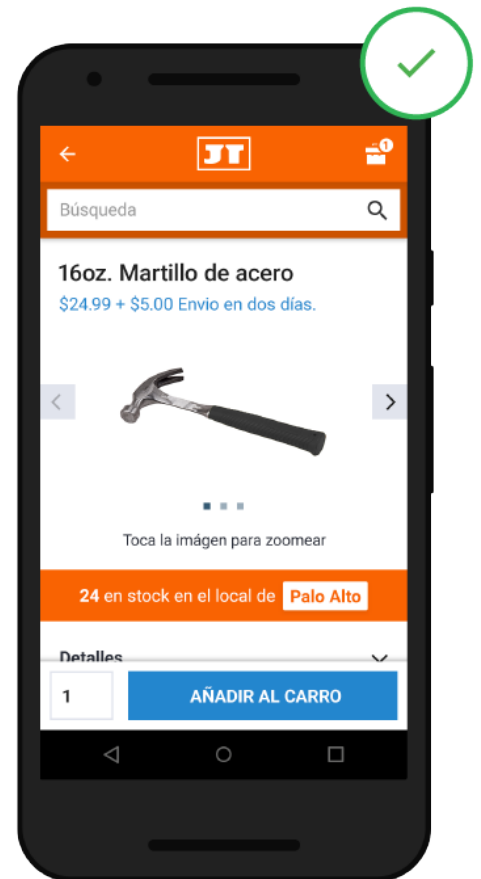 JT
1
Búsqueda
16oz. Martillo de acero
$24.99 + $5.00 Envio en dos días.
Toca la imágen para zoomear
24 en stock en el local de Palo Alto
Detalles
1 AÑADIR AL CARRO